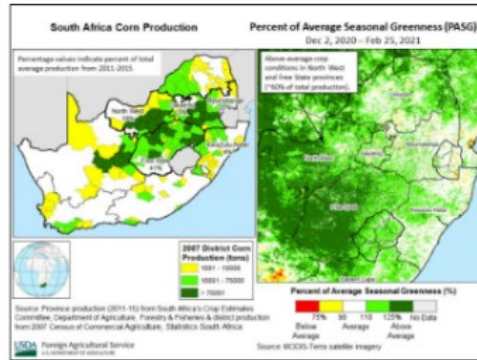 South Africa Corn Production
Percentage values indicate percent of total
average production from 2011-2015.
North West
2007 District Corn
Production (tons)
1001 - 10000
10001 - 75000
> 75001
Source: Province production (2011-15) from South Africa's Crop Estimates
Committee, Department of Agriculture, Forestry & Fisheries & district production
from 2007 Census of Commercial Agriculture, Statistics South Africa
USDA Foreign Agricultural Service
U.S. DEPARTMENT OF AGRICULTURE
Percent of Average Seasonal Greenness (PASG)
Dec 2, 2020 – Feb 25, 2021
Above-average crop
conditions in North West
and Free State provinces
(~60% of total production).
Percent of Average Seasonal Greenness (%)
75% 90 110 125% No Data
Below
Average
Average
Above
Average
Source: MODIS-Terra satellite imagery